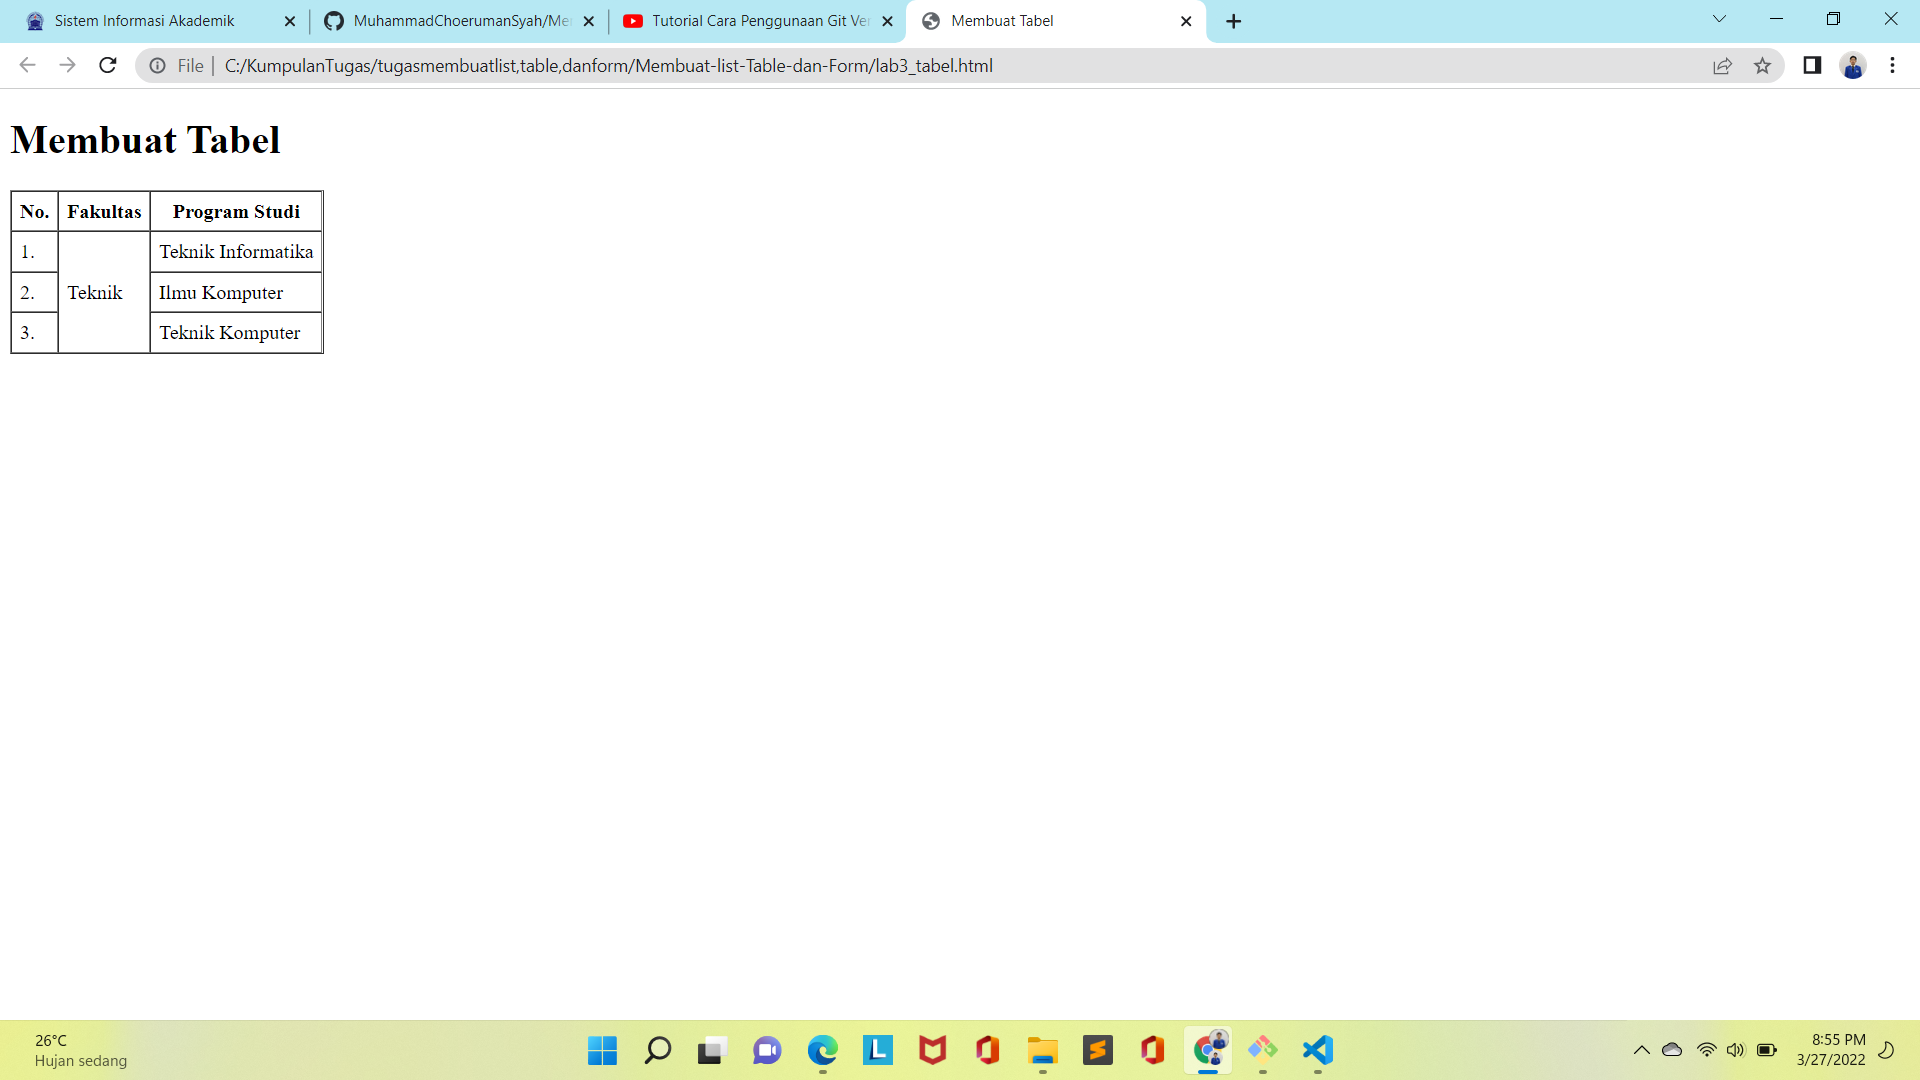 Sistem Informasi Akademik
MuhammadChoerumanSyah/Me
Tutorial Cara Penggunaan Git Ver
Membuat Tabel
File
C:/KumpulanTugas/tugasmembuatlist,table,danform/Membuat-list-Table-dan-Form/lab3_tabel.html
Membuat Tabel
No. Fakultas Program Studi
1. Teknik Informatika
2. Teknik Ilmu Komputer
3. Teknik Komputer
26°C
Hujan sedang
8:55 PM
3/27/2022